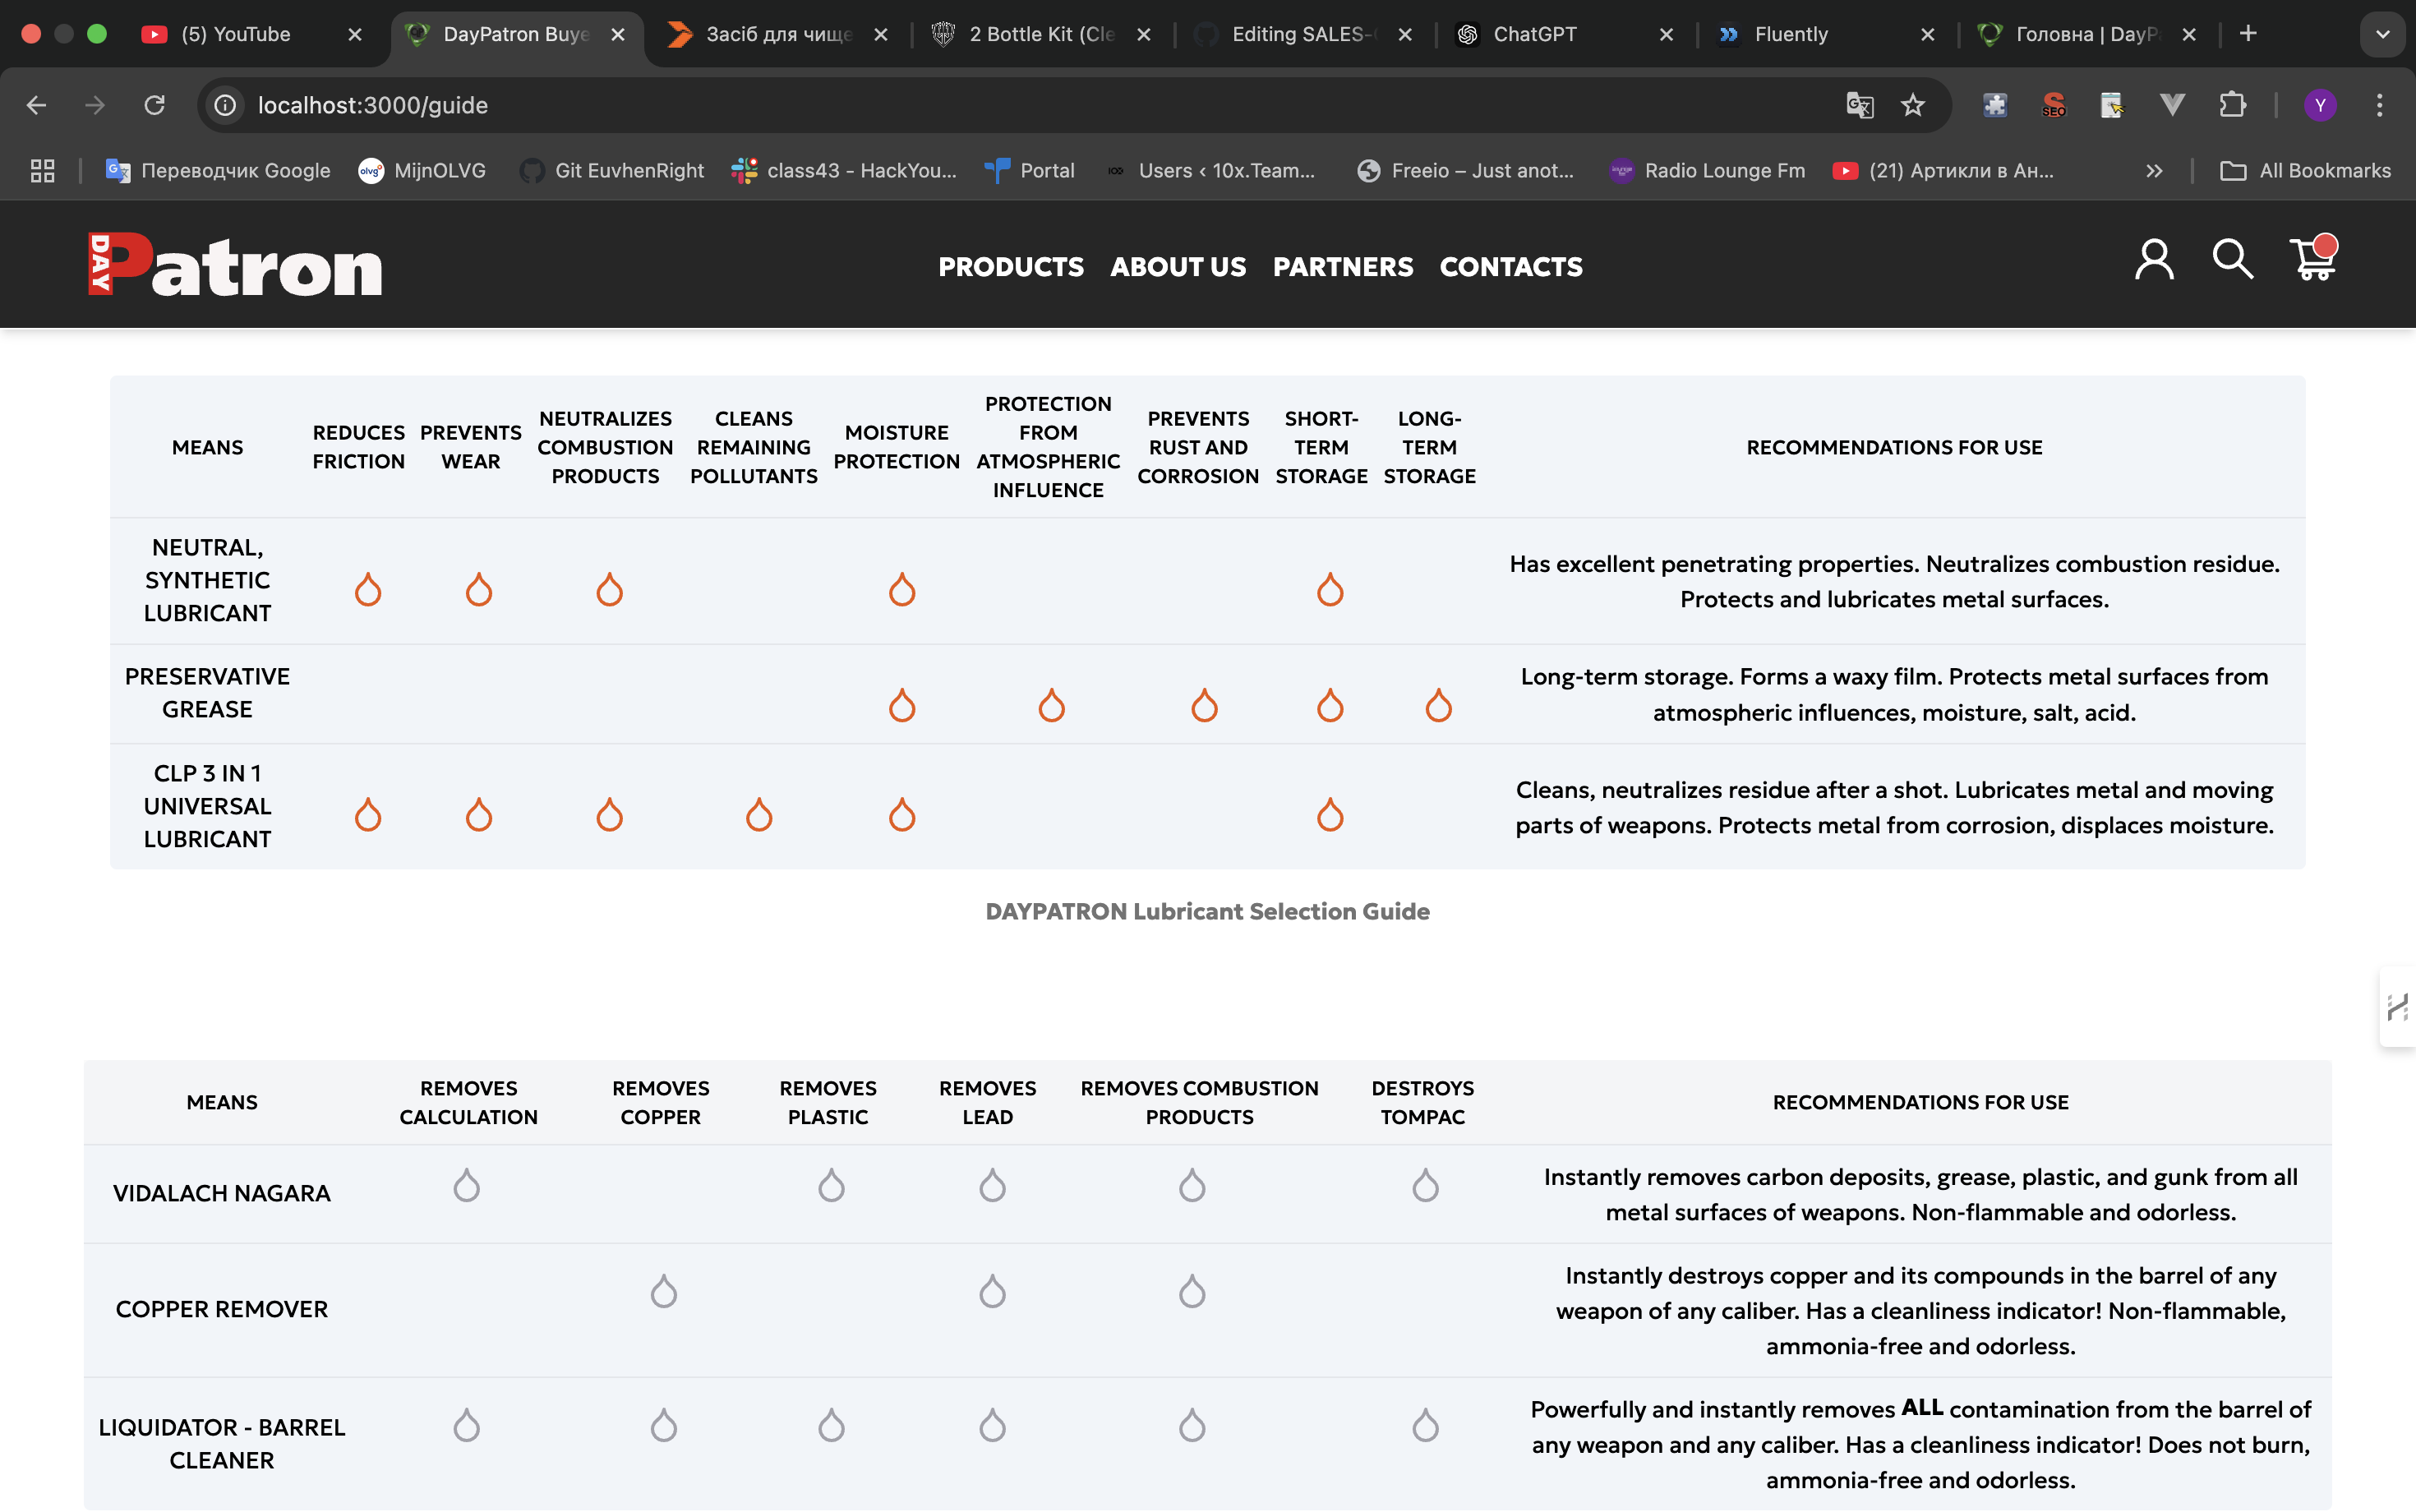 (5) YouTube
DayPatron Buye
Засіб для чище
2 Bottle Kit (Cle
Editing SALES-
ChatGPT
Fluently
Головна | DayP
localhost:3000/guide
SEO
Y
Переводчик Google
olvg
MijnOLVG
Git EuvhenRight
class43 - HackYou...
Portal
Users ‹ 10x.Team...
Freeio – Just anot...
Radio Lounge Fm
(21) Артикли в Ан...
All Bookmarks
DAY Patron
PRODUCTS ABOUT US PARTNERS CONTACTS
MEANS
REDUCES
FRICTION
PREVENTS
WEAR
NEUTRALIZES
COMBUSTION
PRODUCTS
CLEANS
REMAINING
POLLUTANTS
MOISTURE
PROTECTION
PROTECTION
FROM
ATMOSPHERIC
INFLUENCE
PREVENTS
RUST AND
CORROSION
SHORT-
TERM
STORAGE
LONG-
TERM
STORAGE
RECOMMENDATIONS FOR USE
NEUTRAL,
SYNTHETIC
LUBRICANT
Has excellent penetrating properties. Neutralizes combustion residue.
Protects and lubricates metal surfaces.
PRESERVATIVE
GREASE
Long-term storage. Forms a waxy film. Protects metal surfaces from
atmospheric influences, moisture, salt, acid.
CLP 3 IN 1
UNIVERSAL
LUBRICANT
Cleans, neutralizes residue after a shot. Lubricates metal and moving
parts of weapons. Protects metal from corrosion, displaces moisture.
DAYPATRON Lubricant Selection Guide
MEANS
REMOVES
CALCULATION
REMOVES
COPPER
REMOVES
PLASTIC
REMOVES
LEAD
REMOVES COMBUSTION
PRODUCTS
DESTROYS
TOMPAC
RECOMMENDATIONS FOR USE
VIDALACH NAGARA
Instantly removes carbon deposits, grease, plastic, and gunk from all
metal surfaces of weapons. Non-flammable and odorless.
COPPER REMOVER
Instantly destroys copper and its compounds in the barrel of any
weapon of any caliber. Has a cleanliness indicator! Non-flammable,
ammonia-free and odorless.
LIQUIDATOR - BARREL
CLEANER
Powerfully and instantly removes ALL contamination from the barrel of
any weapon and any caliber. Has a cleanliness indicator! Does not burn,
ammonia-free and odorless.